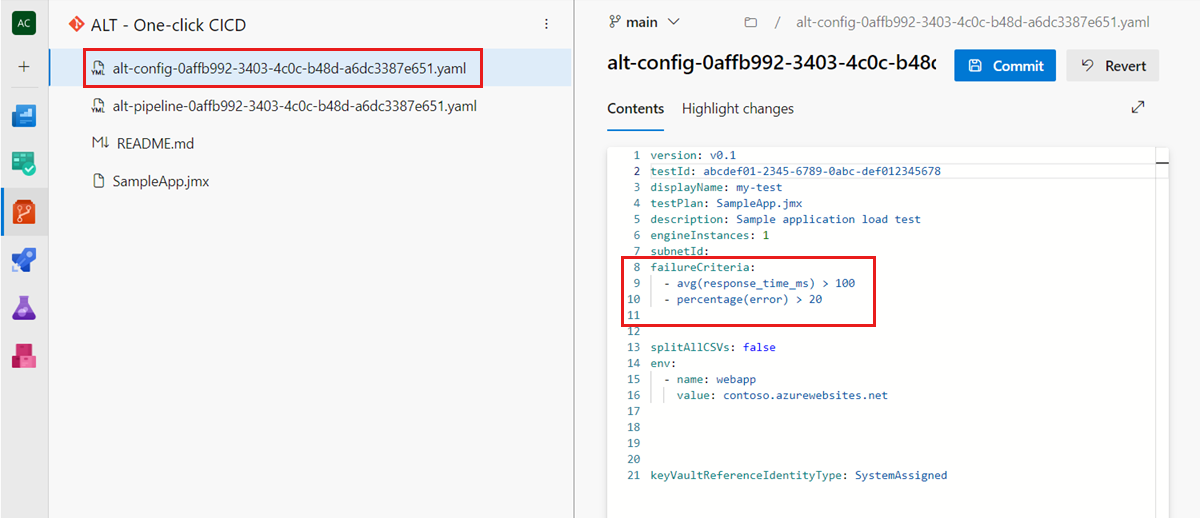 AC
ALT - One-click CICD
YML alt-config-0affb992-3403-4c0c-b48d-a6dc3387e651.yaml
YML alt-pipeline-0affb992-3403-4c0c-b48d-a6dc3387e651.yaml
M↓ README.md
SampleApp.jmx
main / alt-config-0affb992-3403-4c0c-b48d-a6dc3387e651.yaml
alt-config-0affb992-3403-4c0c-b48d Commit Revert
Contents Highlight changes
1 version: v0.1
2 testId: abcdef01-2345-6789-0abc-def012345678
3 displayName: my-test
4 testPlan: SampleApp.jmx
5 description: Sample application load test
6 engineInstances: 1
7 subnetId:
8 failureCriteria:
9 - avg(response_time_ms) > 100
10 - percentage(error) > 20
11
12
13 splitAllCSVs: false
14 env:
15 - name: webapp
16 value: contoso.azurewebsites.net
17
18
19
20
21 keyVaultReferenceIdentityType: SystemAssigned